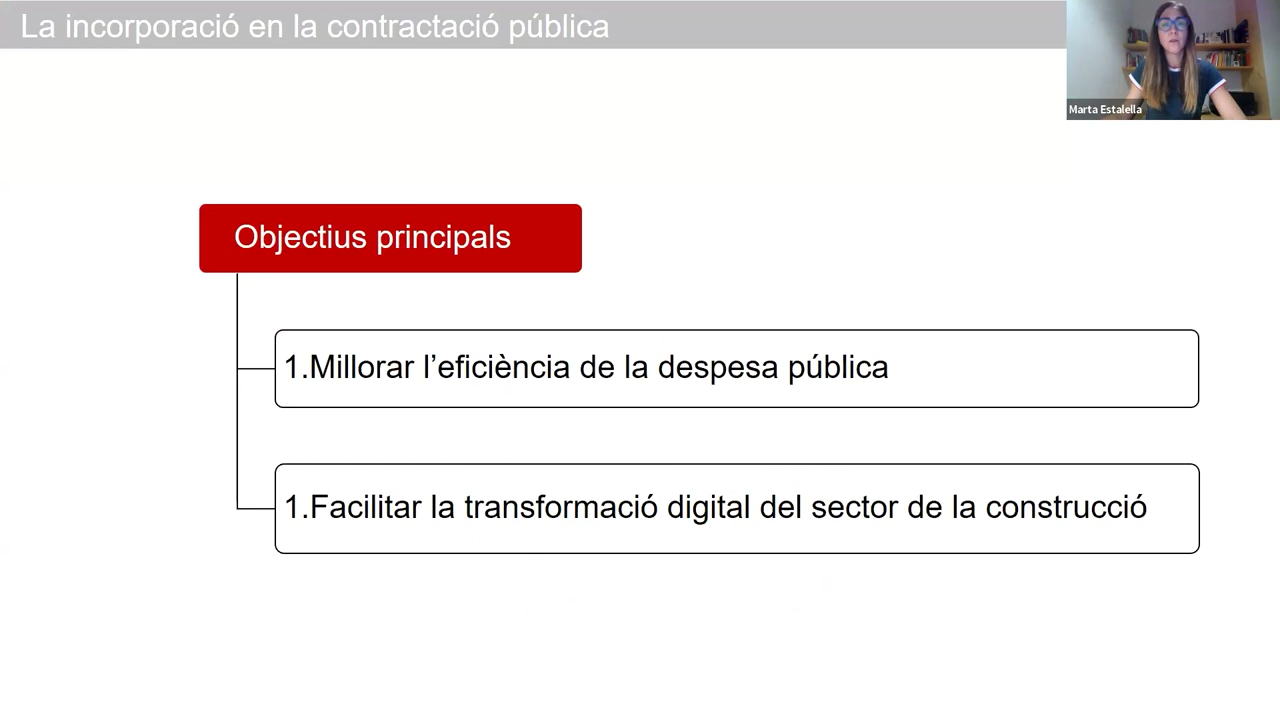 La incorporació en la contractació pública
Marta Estalella
Objectius principals
1.Millorar l’eficiència de la despesa pública
1.Facilitar la transformació digital del sector de la construcció